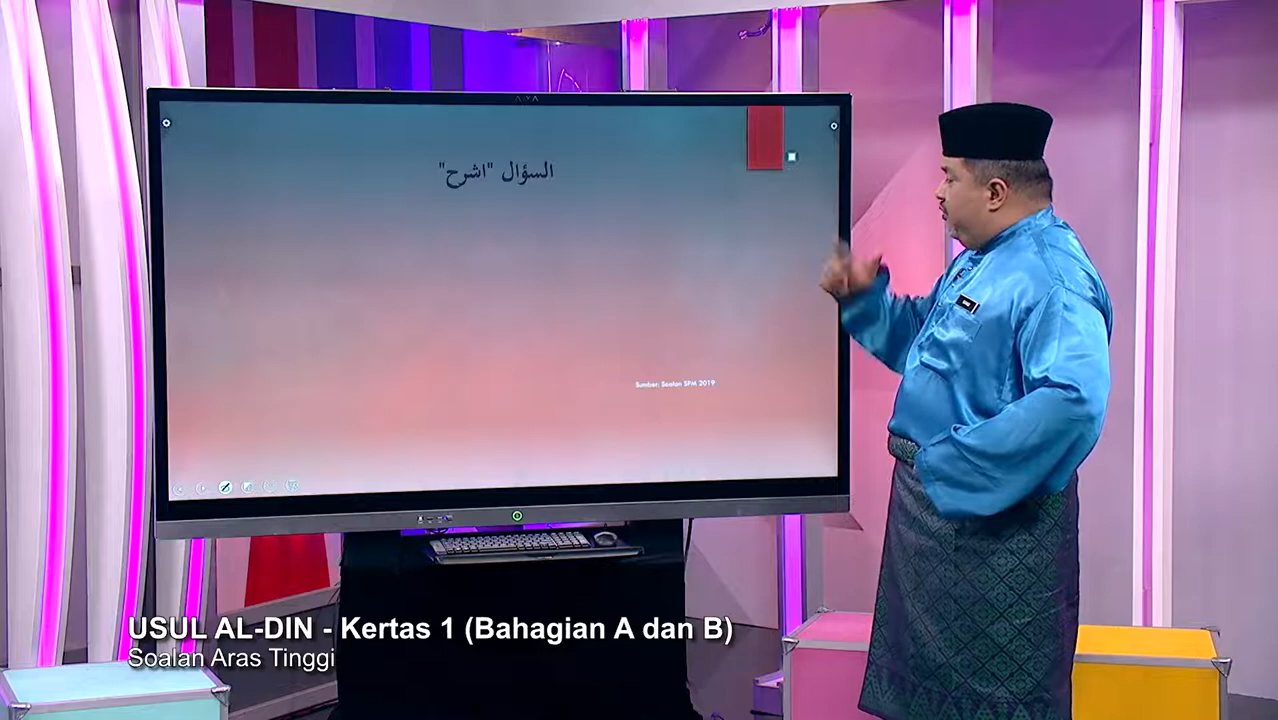 السؤال "اشرح"
Sumber: Soalan SPM 2019
USUL AL-DIN - Kertas 1 (Bahagian A dan B)
Soalan Aras Tinggi